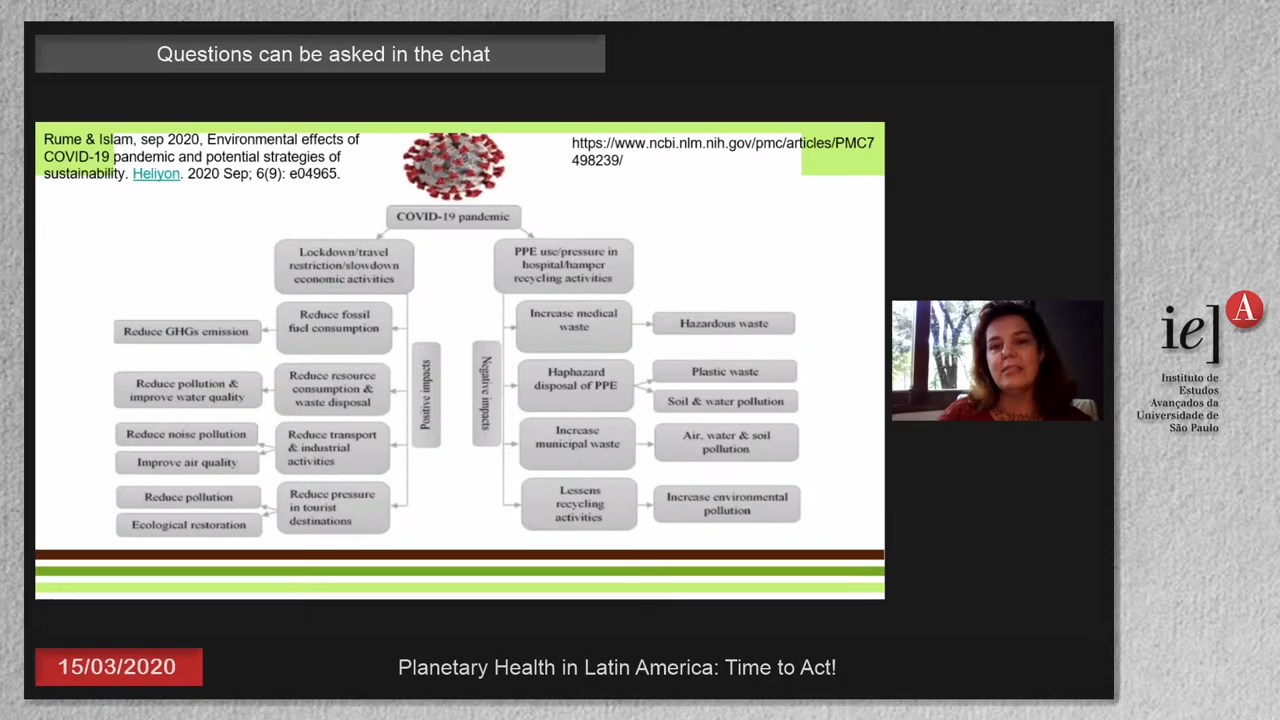 Questions can be asked in the chat
Rume & Islam, sep 2020, Environmental effects of
COVID-19 pandemic and potential strategies of
sustainability. Heliyon. 2020 Sep; 6(9): e04965.
https://www.ncbi.nlm.nih.gov/pmc/articles/PMC7
498239/
COVID-19 pandemic
Lockdown/travel
restriction/slowdown
economic activities
Reduce fossil
fuel consumption
Reduce GHGs emission
Reduce resource
consumption &
waste disposal
Reduce pollution &
improve water quality
Reduce transport
& industrial
activities
Reduce noise pollution
Improve air quality
Reduce pressure
in tourist
destinations
Reduce pollution
Ecological restoration
Positive impacts
Negative impacts
PPE use/pressure in
hospital/hamper
recycling activities
Increase medical
waste
Hazardous waste
Haphazard
disposal of PPE
Plastic waste
Soil & water pollution
Increase
municipal waste
Air, water & soil
pollution
Lessens
recycling
activities
Increase environmental
pollution
ie] A
Instituto de
Estudos
Avançados da
Universidade de
São Paulo
15/03/2020
Planetary Health in Latin America: Time to Act!